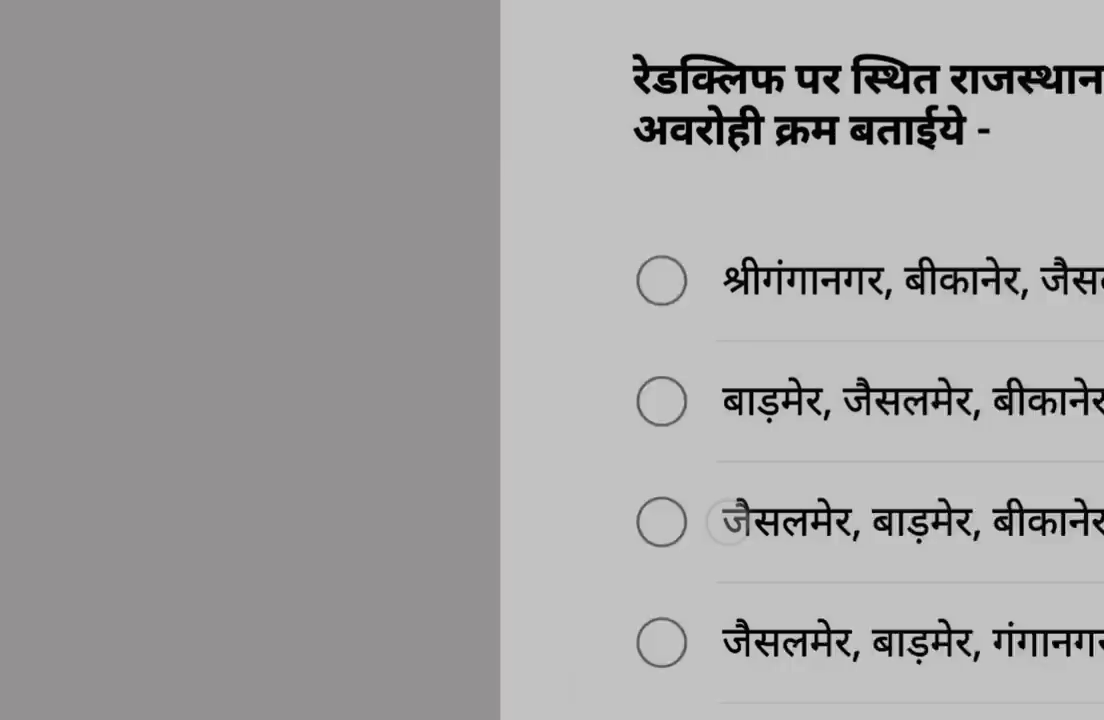 रेडक्लिफ पर स्थित राजस्थान
अवरोही क्रम बताईये -
श्रीगंगानगर, बीकानेर,
बाड़मेर, जैसलमेर, बीकानेर
जैसलमेर, बाड़मेर, बीकानेर
जैसलमेर, बाड़मेर,